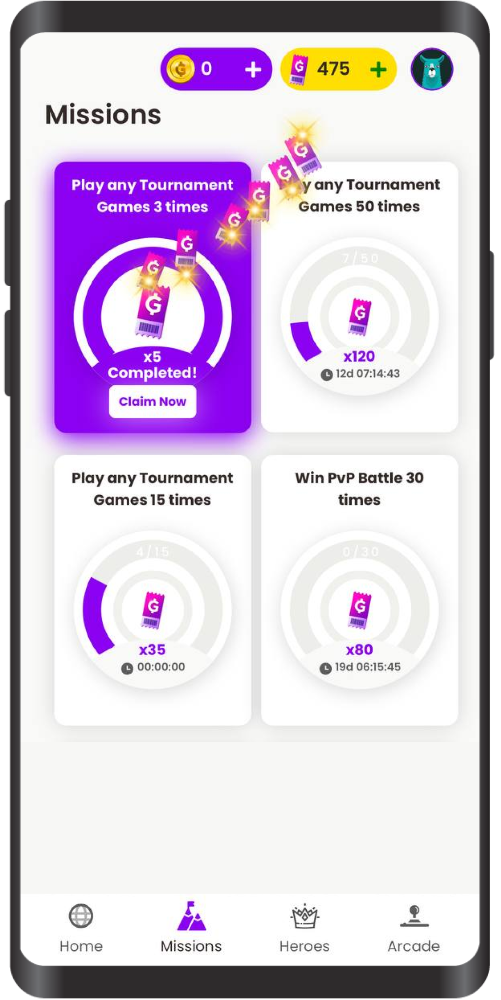 0 +
475 +
Missions
Play any Tournament
Games 3 times
x5
Completed!
Claim Now
y any Tournament
Games 50 times
7/50
x120
12d 07:14:43
Play any Tournament
Games 15 times
4/15
x35
00:00:00
Win PvP Battle 30
times
0/30
x80
19d 06:15:45
Home
Missions
Heroes
Arcade